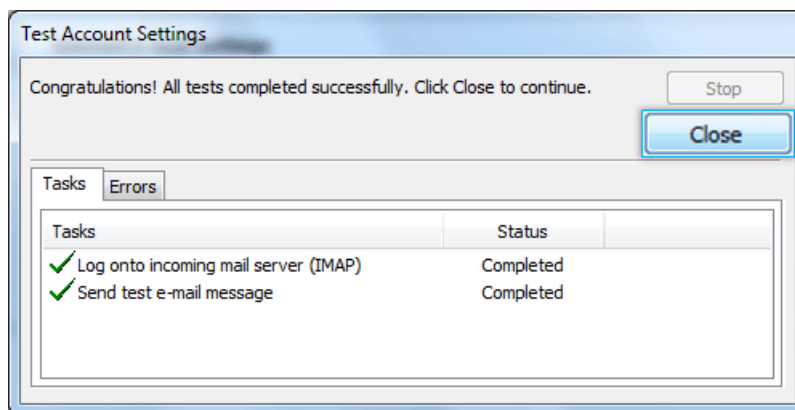 Test Account Settings
Congratulations! All tests completed successfully. Click Close to continue.
Stop
Close
Tasks Errors
Tasks Status
Log onto incoming mail server (IMAP) Completed
Send test e-mail message Completed